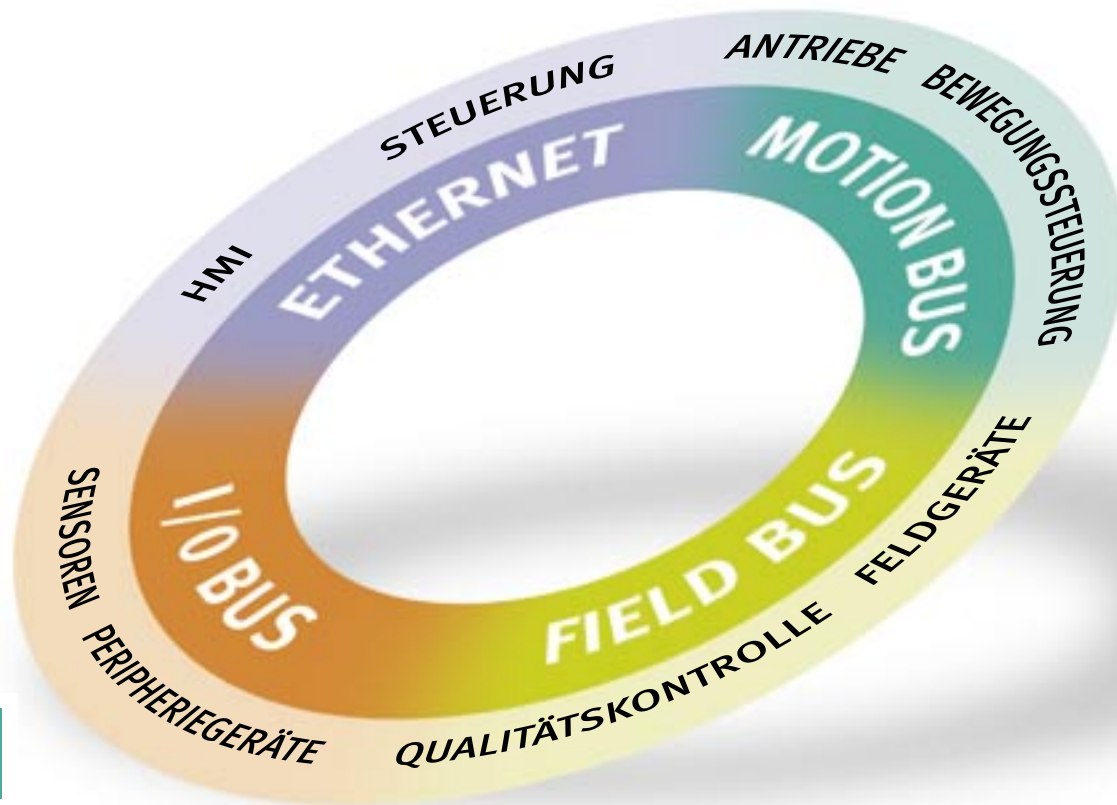 HMI
STEUERUNG
ANTRIEBE
BEWEGUNGSSTEUERUNG
ETHERNET
MOTION BUS
I/O BUS
FIELD BUS
SENSOREN
PERIPHERIEGERÄTE
QUALITÄTSKONTROLLE
FELDGERÄTE